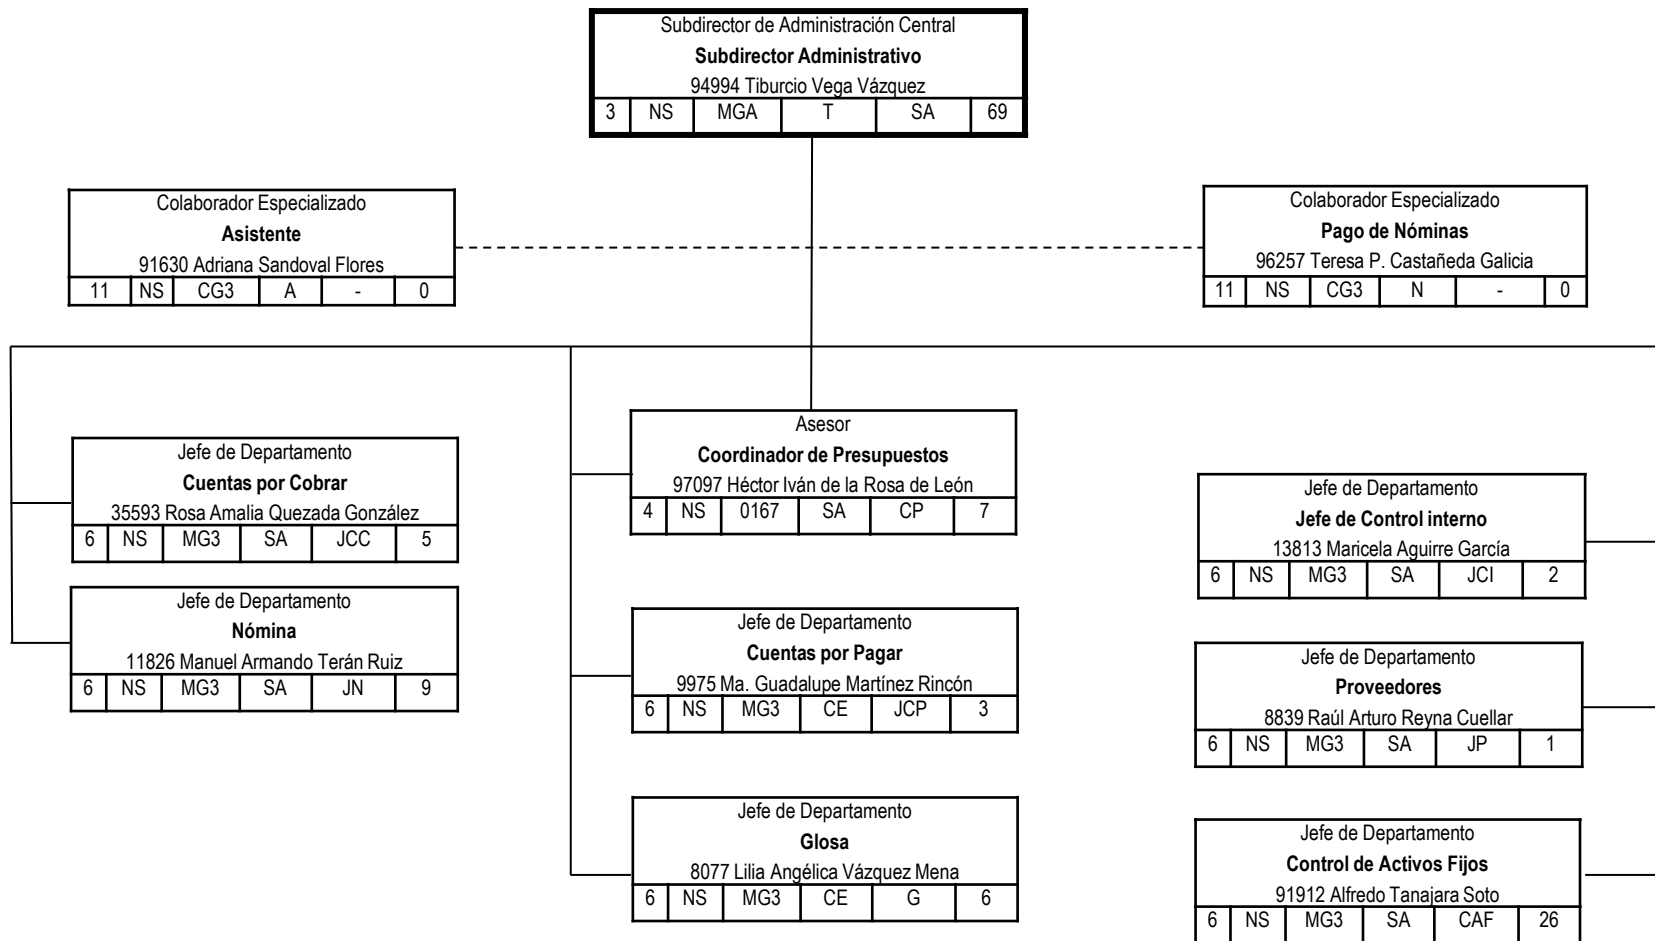 Subdirector de Administración Central
Subdirector Administrativo
94994 Tiburcio Vega Vázquez
3 NS MGA T SA 69
Colaborador Especializado
Asistente
91630 Adriana Sandoval Flores
11 NS CG3 A - 0
Colaborador Especializado
Pago de Nóminas
96257 Teresa P. Castañeda Galicia
11 NS CG3 N - 0
Jefe de Departamento
Cuentas por Cobrar
35593 Rosa Amalia Quezada González
6 NS MG3 SA JCC 5
Jefe de Departamento
Nómina
11826 Manuel Armando Terán Ruiz
6 NS MG3 SA JN 9
Asesor
Coordinador de Presupuestos
97097 Héctor Iván de la Rosa de León
4 NS 0167 SA CP 7
Jefe de Departamento
Cuentas por Pagar
9975 Ma. Guadalupe Martínez Rincón
6 NS MG3 CE JCP 3
Jefe de Departamento
Glosa
8077 Lilia Angélica Vázquez Mena
6 NS MG3 CE G 6
Jefe de Departamento
Jefe de Control interno
13813 Maricela Aguirre García
6 NS MG3 SA JCI 2
Jefe de Departamento
Proveedores
8839 Raúl Arturo Reyna Cuellar
6 NS MG3 SA JP 1
Jefe de Departamento
Control de Activos Fijos
91912 Alfredo Tanajara Soto
6 NS MG3 SA CAF 26